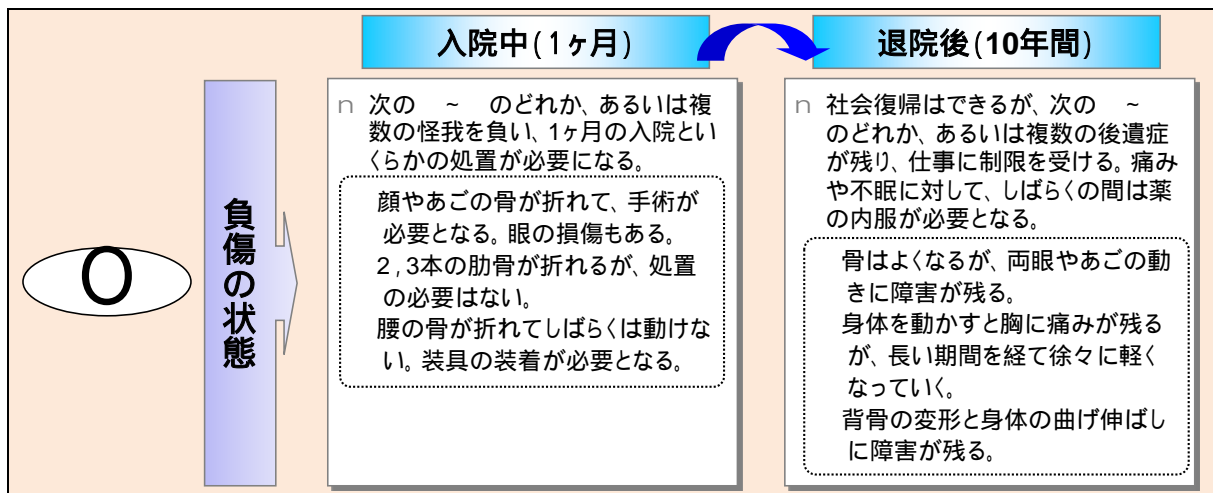 入院中(1ヶ月)
退院後(10年間)
O
負傷の状態
n 次の ~ のどれか、あるいは複
数の怪我を負い、1ヶ月の入院とい
くらかの処置が必要になる。
顔やあごの骨が折れて、手術が
必要となる。眼の損傷もある。
2,3本の肋骨が折れるが、処置
の必要はない。
腰の骨が折れてしばらくは動けな
い。装具の装着が必要となる。
n 社会復帰はできるが、次の ~
のどれか、あるいは複数の後遺症
が残り、仕事に制限を受ける。痛み
や不眠に対して、しばらくの間は薬
の内服が必要となる。
骨はよくなるが、両眼やあごの動
きに障害が残る。
身体を動かすと胸に痛みが残る
が、長い期間を経て徐々に軽く
なっていく。
背骨の変形と身体の曲げ伸ばし
に障害が残る。